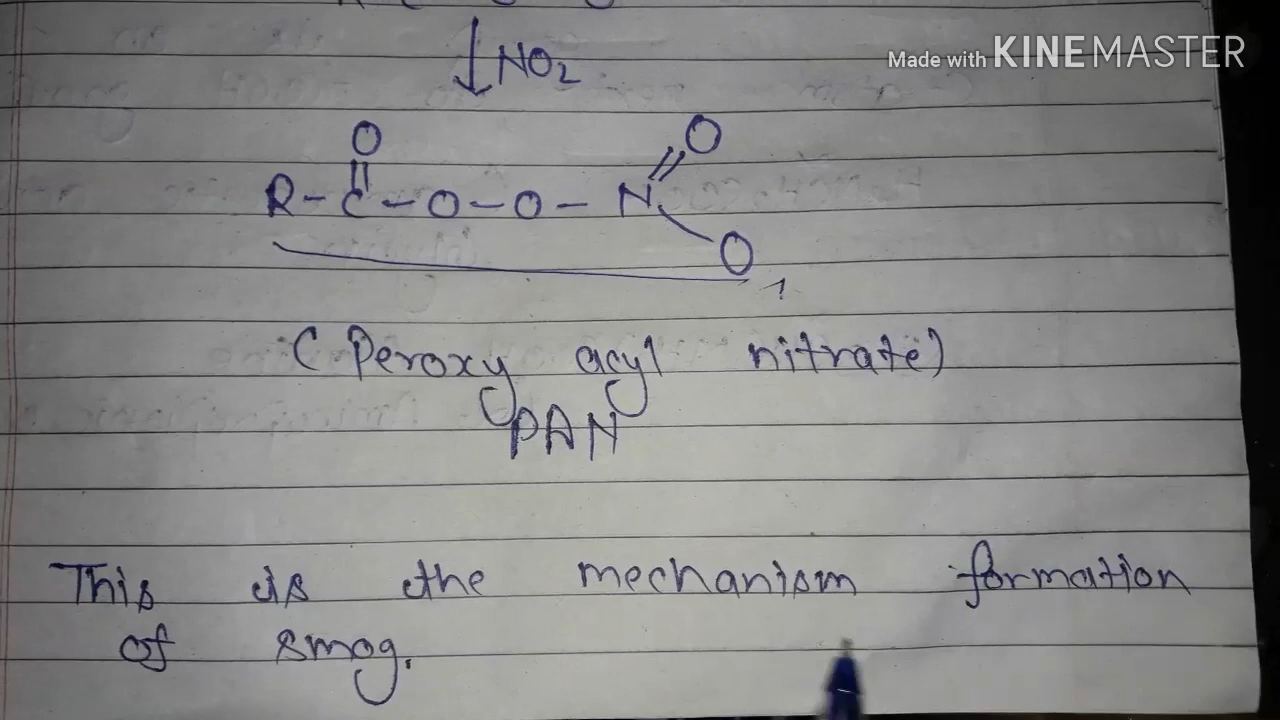 Made with KINEMASTER
↓ NO2
O
O
R-C-O-O-N
O
(Peroxy acyl nitrate)
PAN
This is the mechanism formation
of smog.